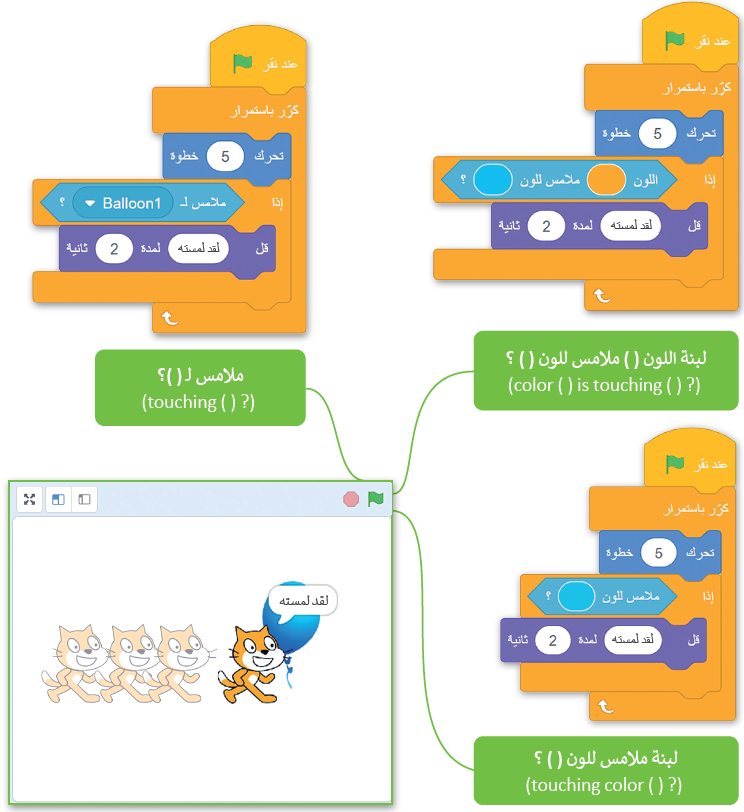 عند نقر
كرّر باستمرار
تحرك 5 خطوة
إذا اللون ملامس للون ؟
قل لقد لمسته لمدة 2 ثانية
لبنة اللون ( ) ملامس للون ( ) ؟
(color ( ) is touching ( ) ?)
عند نقر
كرّر باستمرار
تحرك 5 خطوة
إذا ملامس لـ Balloon1 ؟
قل لقد لمسته لمدة 2 ثانية
ملامس لـ ( )؟
(touching ( ) ?)
عند نقر
كرّر باستمرار
تحرك 5 خطوة
إذا ملامس للون ؟
قل لقد لمسته لمدة 2 ثانية
لبنة ملامس للون ( ) ؟
(touching color ( ) ?)
لقد لمسته